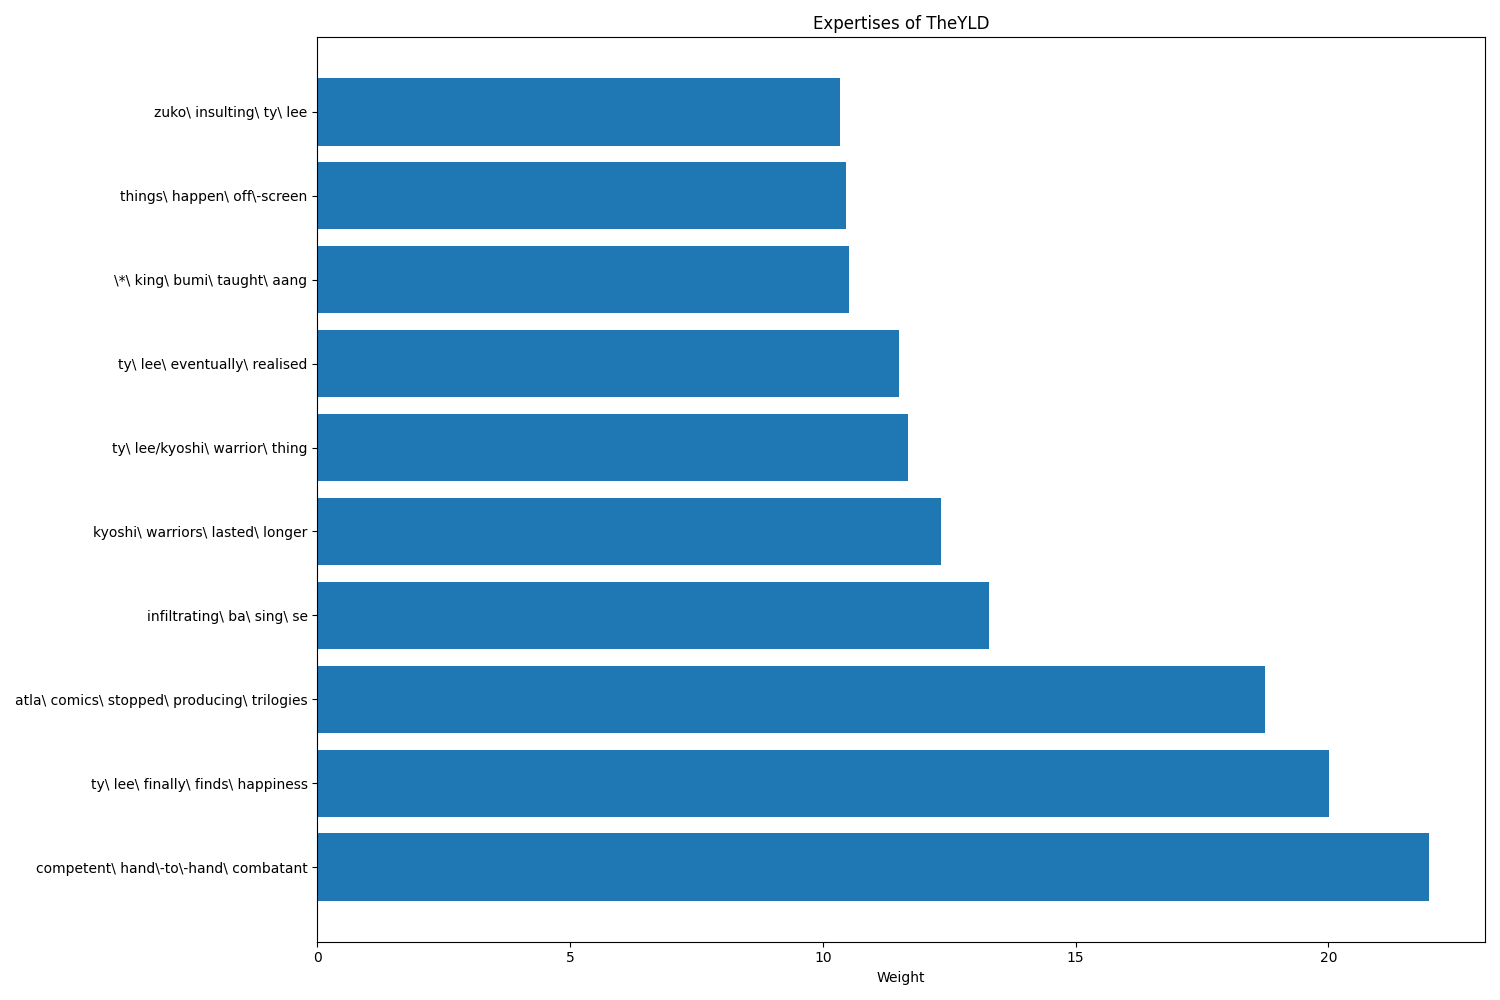 Expertises of TheYLD
zuko\ insulting\ ty\ lee
things\ happen\ off\-screen
\*\ king\ bumi\ taught\ aang
ty\ lee\ eventually\ realised
ty\ lee/kyoshi\ warrior\ thing
kyoshi\ warriors\ lasted\ longer
infiltrating\ ba\ sing\ se
atla\ comics\ stopped\ producing\ trilogies
ty\ lee\ finally\ finds\ happiness
competent\ hand\-to\-hand\ combatant
0 5 10 15 20
Weight